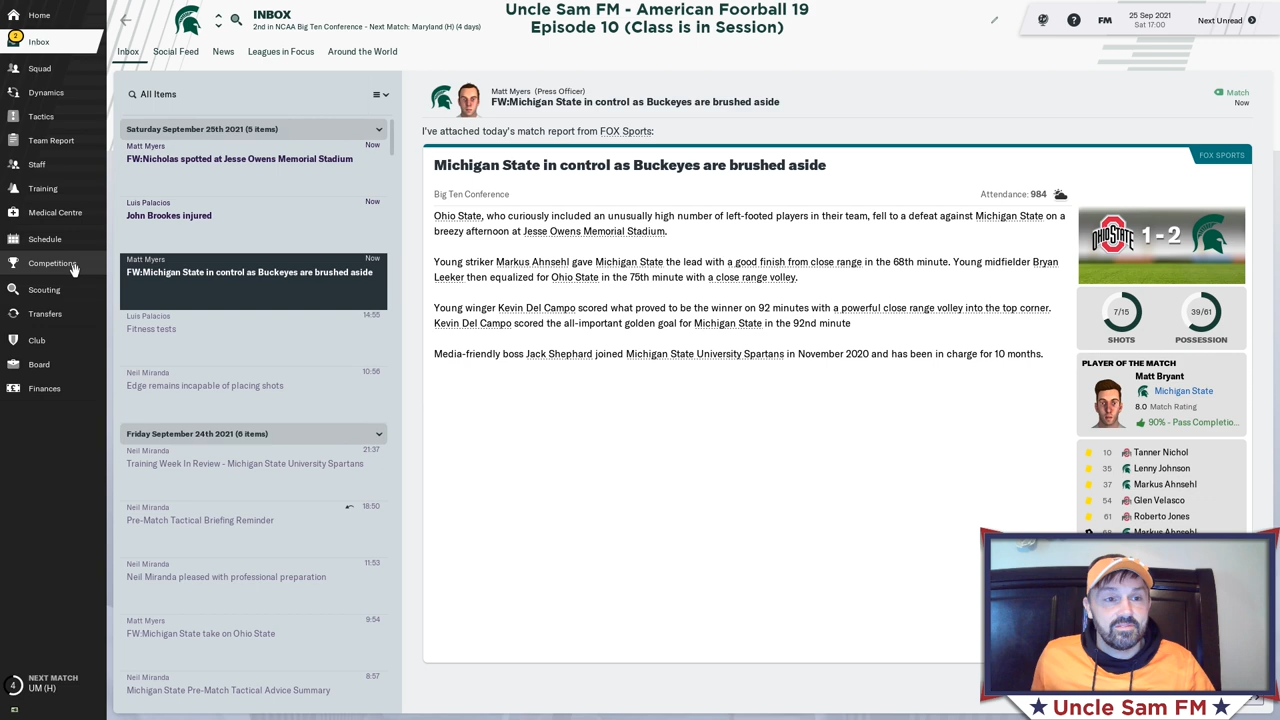 Home
2
Inbox
Squad
Dynamics
Tactics
Team Report
Staff
Training
Medical Centre
Schedule
Competitions
Scouting
Transfers
Club
Board
Finances
4
NEXT MATCH
UM (H)
INBOX
2nd in NCAA Big Ten Conference - Next Match: Maryland (H) (4 days)
Uncle Sam FM - American Foorball 19
Episode 10 (Class is in Session)
?
FM
25 Sep 2021
Sat 17:00
Next Unread
Inbox
Social Feed
News
Leagues in Focus
Around the World
All Items
Saturday September 25th 2021 (5 items)
Matt Myers
Now
FW:Nicholas spotted at Jesse Owens Memorial Stadium
Luis Palacios
Now
John Brookes injured
Matt Myers
Now
FW:Michigan State in control as Buckeyes are brushed aside
Luis Palacios
14:55
Fitness tests
Neil Miranda
10:56
Edge remains incapable of placing shots
Friday September 24th 2021 (6 items)
Neil Miranda
21:37
Training Week In Review - Michigan State University Spartans
Neil Miranda
18:50
Pre-Match Tactical Briefing Reminder
Neil Miranda
11:53
Neil Miranda pleased with professional preparation
Matt Myers
9:54
FW:Michigan State take on Ohio State
Neil Miranda
8:57
Michigan State Pre-Match Tactical Advice Summary
Matt Myers (Press Officer)
FW:Michigan State in control as Buckeyes are brushed aside
Match
Now
I've attached today's match report from FOX Sports:
Michigan State in control as Buckeyes are brushed aside
FOX SPORTS
Big Ten Conference
Attendance: 984
Ohio State, who curiously included an unusually high number of left-footed players in their team, fell to a defeat against Michigan State on a
breezy afternoon at Jesse Owens Memorial Stadium.
Young striker Markus Ahnsehl gave Michigan State the lead with a good finish from close range in the 68th minute. Young midfielder Bryan
Leeker then equalized for Ohio State in the 75th minute with a close range volley.
Young winger Kevin Del Campo scored what proved to be the winner on 92 minutes with a powerful close range volley into the top corner.
Kevin Del Campo scored the all-important golden goal for Michigan State in the 92nd minute
Media-friendly boss Jack Shephard joined Michigan State University Spartans in November 2020 and has been in charge for 10 months.
OHIO STATE
1 - 2
7/15
SHOTS
39/61
POSSESSION
PLAYER OF THE MATCH
Matt Bryant
Michigan State
8.0 Match Rating
90% - Pass Completio...
10 Tanner Nichol
35 Lenny Johnson
37 Markus Ahnsehl
54 Glen Velasco
61 Roberto Jones
68 Markus Ahnsehl
Uncle Sam FM